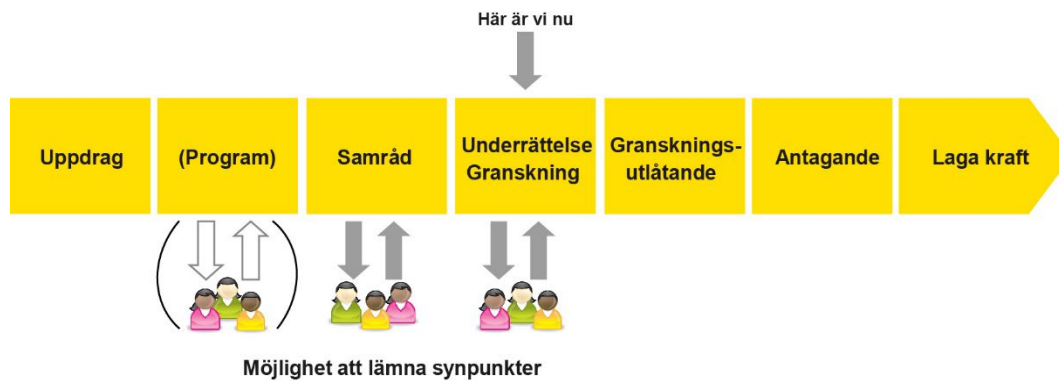 Här är vi nu
Uppdrag
(Program)
Samråd
Underrättelse
Granskning
Gransknings-
utlåtande
Antagande
Laga kraft
Möjlighet att lämna synpunkter